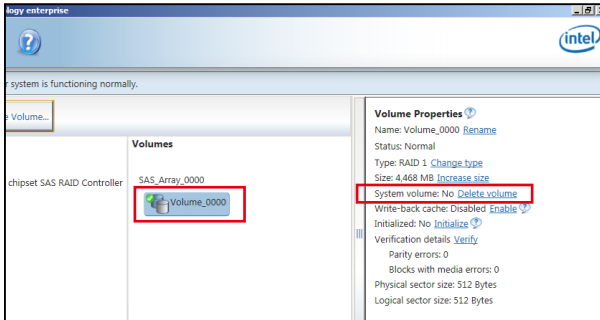 ology enterprise
intel
r system is functioning normally.
e Volume...
Volumes
chipset SAS RAID Controller
SAS_Array_0000
Volume_0000
Volume Properties
Name: Volume_0000 Rename
Status: Normal
Type: RAID 1 Change type
Size: 4,468 MB Increase size
System volume: No Delete volume
Write-back cache: Disabled Enable
Initialized: No Initialize
Verification details Verify
Parity errors: 0
Blocks with media errors: 0
Physical sector size: 512 Bytes
Logical sector size: 512 Bytes